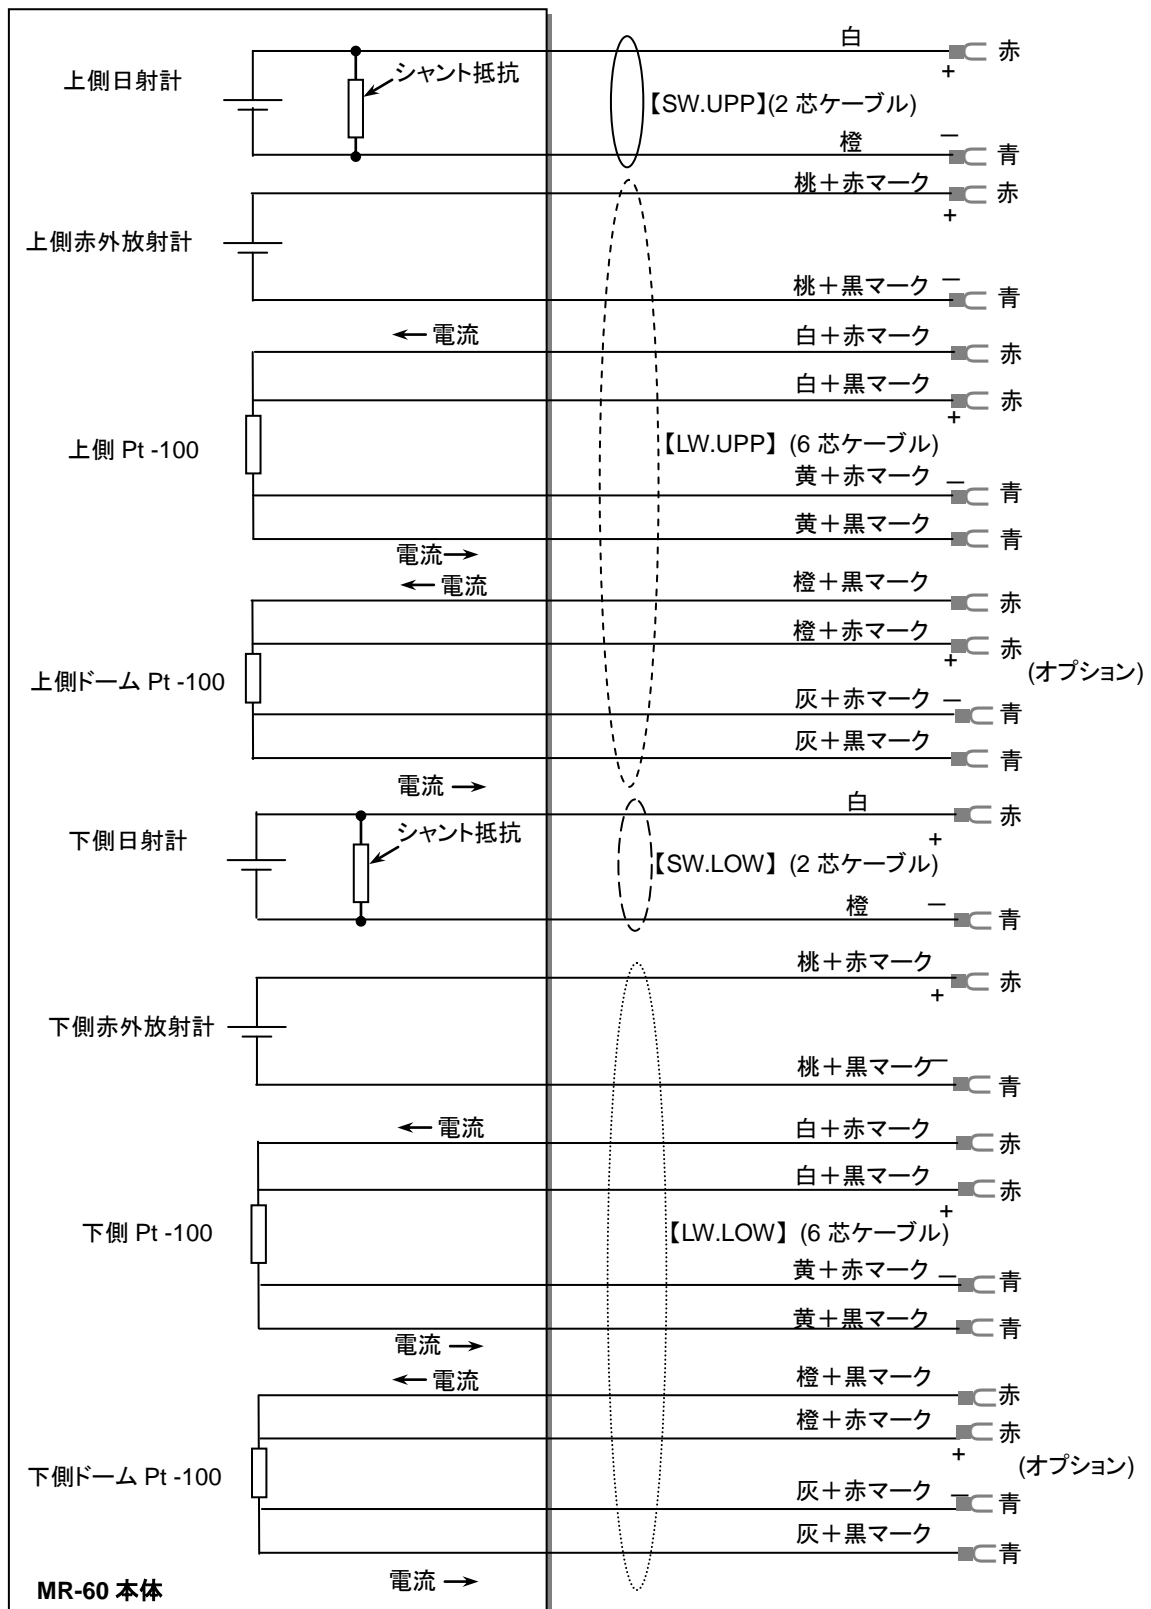 白
赤
+
上側日射計
シャント抵抗
【SW.UPP】(2 芯ケーブル)
橙
－
青
桃＋赤マーク
赤
+
上側赤外放射計
桃＋黒マーク
－
青
← 電流
白＋赤マーク
赤
白＋黒マーク
赤
+
上側 Pt -100
【LW.UPP】 (6 芯ケーブル)
黄＋赤マーク
－
青
黄＋黒マーク
青
電流→
← 電流
橙＋黒マーク
赤
橙＋赤マーク
赤
+
(オプション)
上側ドーム Pt -100
灰＋赤マーク
－
青
灰＋黒マーク
青
電流 →
白
赤
+
下側日射計
シャント抵抗
【SW.LOW】 (2 芯ケーブル)
橙
－
青
桃＋赤マーク
赤
+
下側赤外放射計
桃＋黒マーク
－
青
← 電流
白＋赤マーク
赤
白＋黒マーク
赤
+
下側 Pt -100
【LW.LOW】 (6 芯ケーブル)
黄＋赤マーク
－
青
黄＋黒マーク
青
電流 →
← 電流
橙＋黒マーク
赤
橙＋赤マーク
赤
+
(オプション)
下側ドーム Pt -100
灰＋赤マーク
－
青
灰＋黒マーク
青
電流 →
MR-60 本体